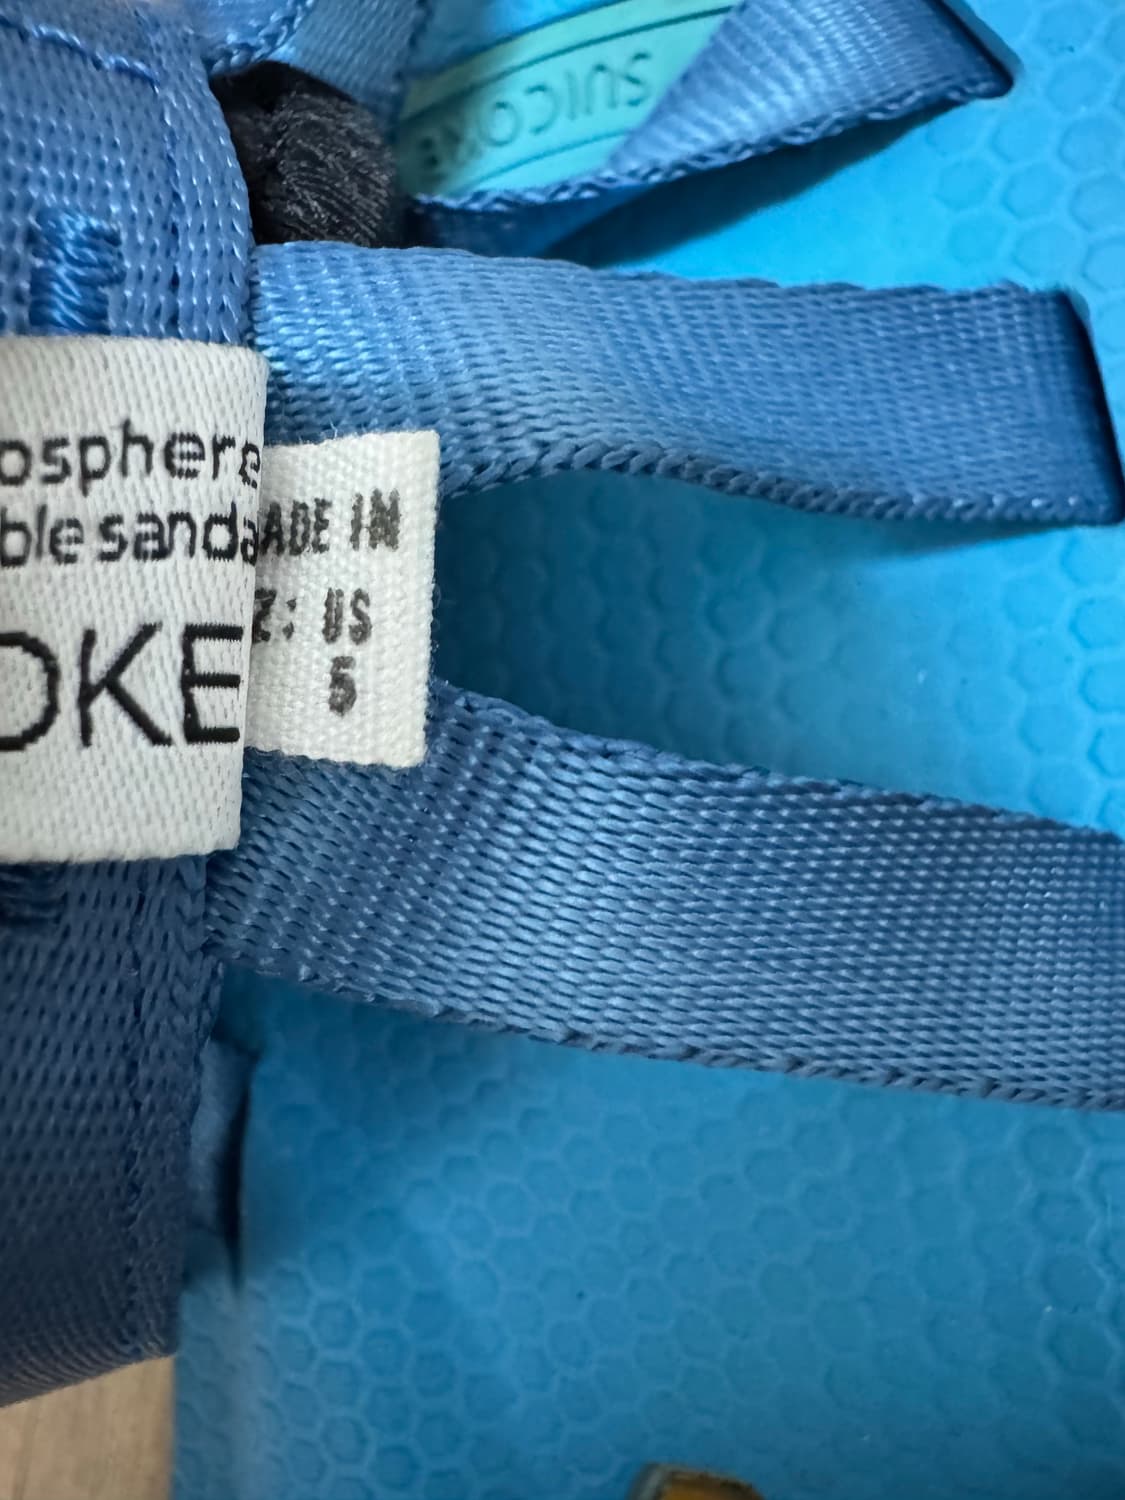 SUICOKE
osphere
ble sanda
OKE
ADE IN
Z: US
5